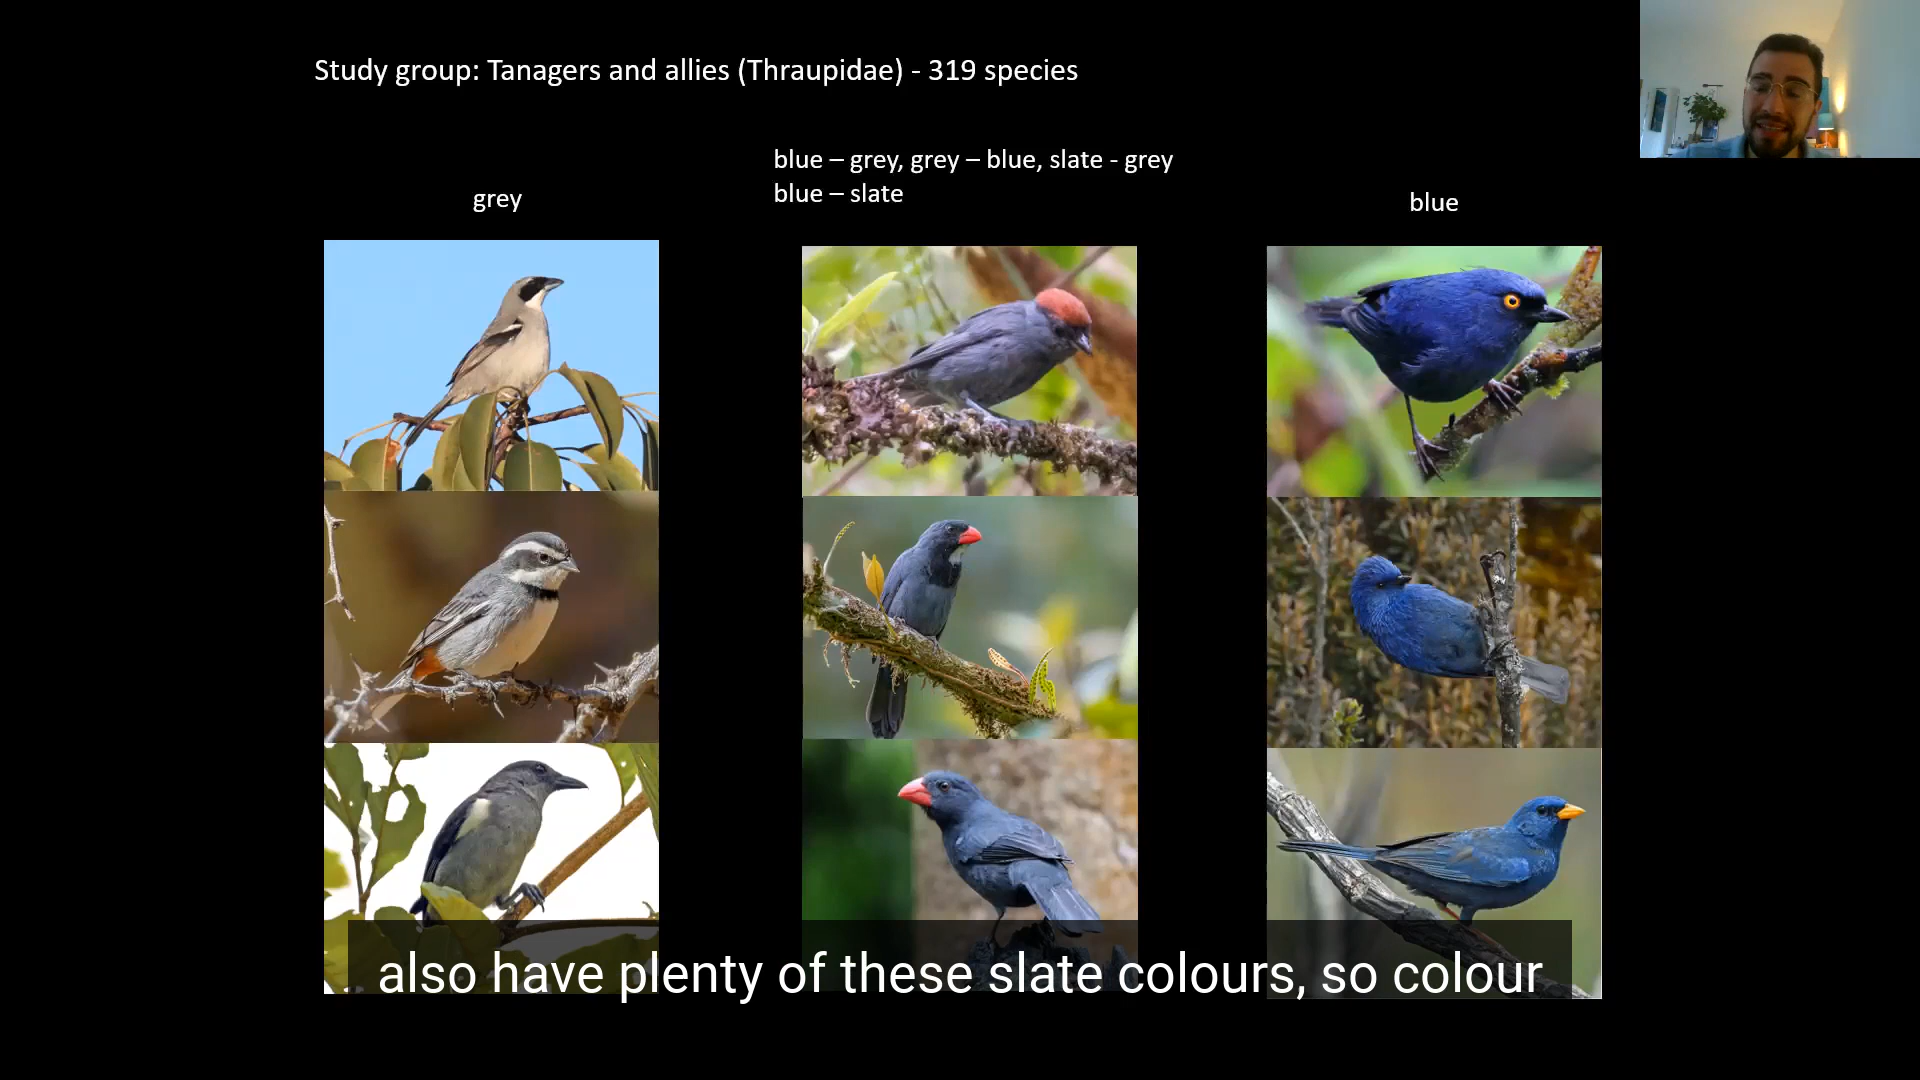 Study group: Tanagers and allies (Thraupidae) - 319 species
blue – grey, grey – blue, slate - grey
blue – slate
grey
blue
also have plenty of these slate colours, so colour